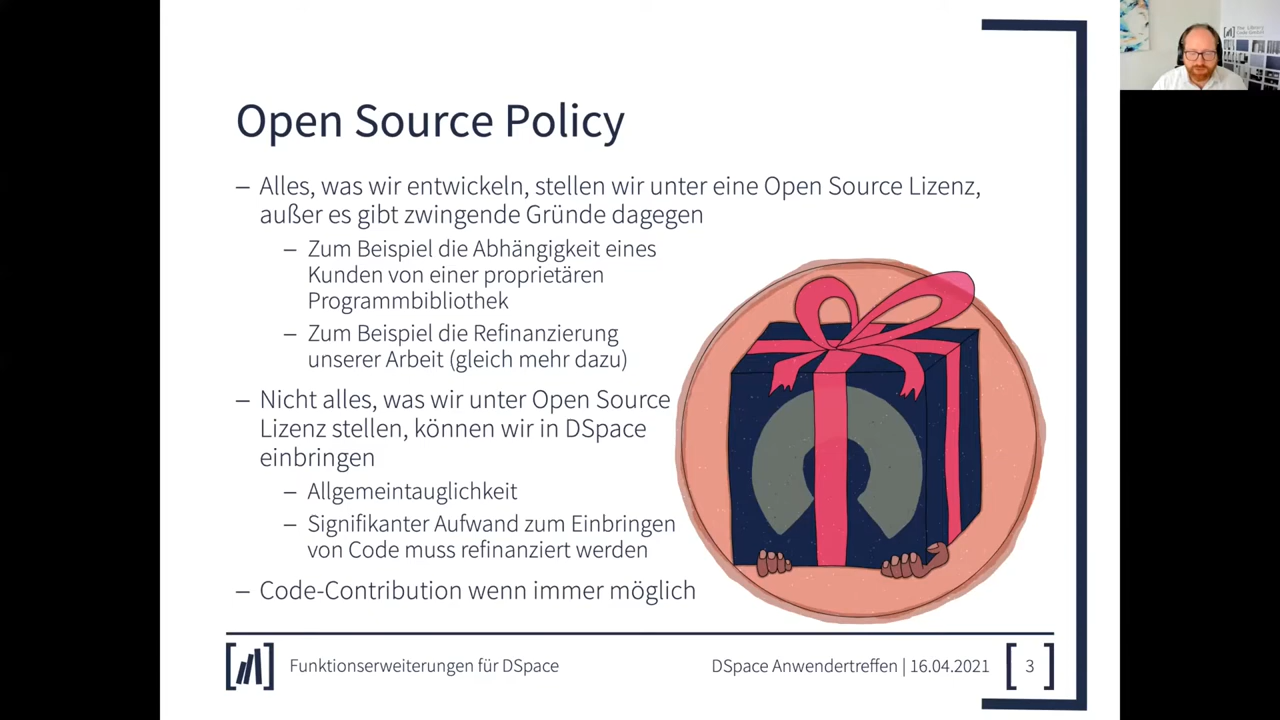 Open Source Policy
– Alles, was wir entwickeln, stellen wir unter eine Open Source Lizenz,
außer es gibt zwingende Gründe dagegen
– Zum Beispiel die Abhängigkeit eines
Kunden von einer proprietären
Programmbibliothek
– Zum Beispiel die Refinanzierung
unserer Arbeit (gleich mehr dazu)
– Nicht alles, was wir unter Open Source
Lizenz stellen, können wir in DSpace
einbringen
– Allgemeintauglichkeit
– Signifikanter Aufwand zum Einbringen
von Code muss refinanziert werden
– Code-Contribution wenn immer möglich
Funktionserweiterungen für DSpace
DSpace Anwendertreffen | 16.04.2021
[ 3 ]
The Library
Code GmbH